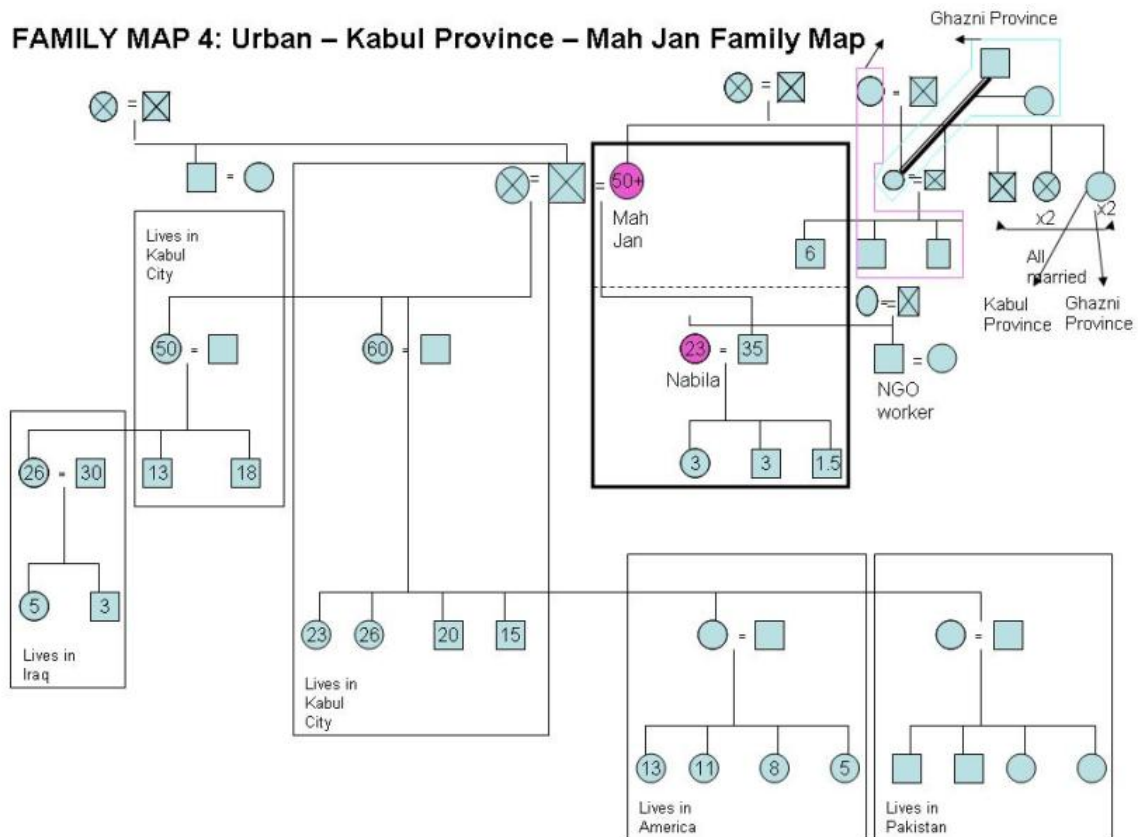 Ghazni Province
FAMILY MAP 4: Urban – Kabul Province – Mah Jan Family Map
= =
= =
= = = 50+ = =
Mah
Jan
x2 x2
Lives in
Kabul
City
6
All
married
Kabul
Province
Ghazni
Province
=
50 = 60 = 23 = 35 =
Nabila
NGO
worker
26 = 30 13 18 3 3 1.5
5 3 23 26 20 15 = =
Lives in
Iraq
Lives in
Kabul
City
13 11 8 5
Lives in
America
Lives in
Pakistan